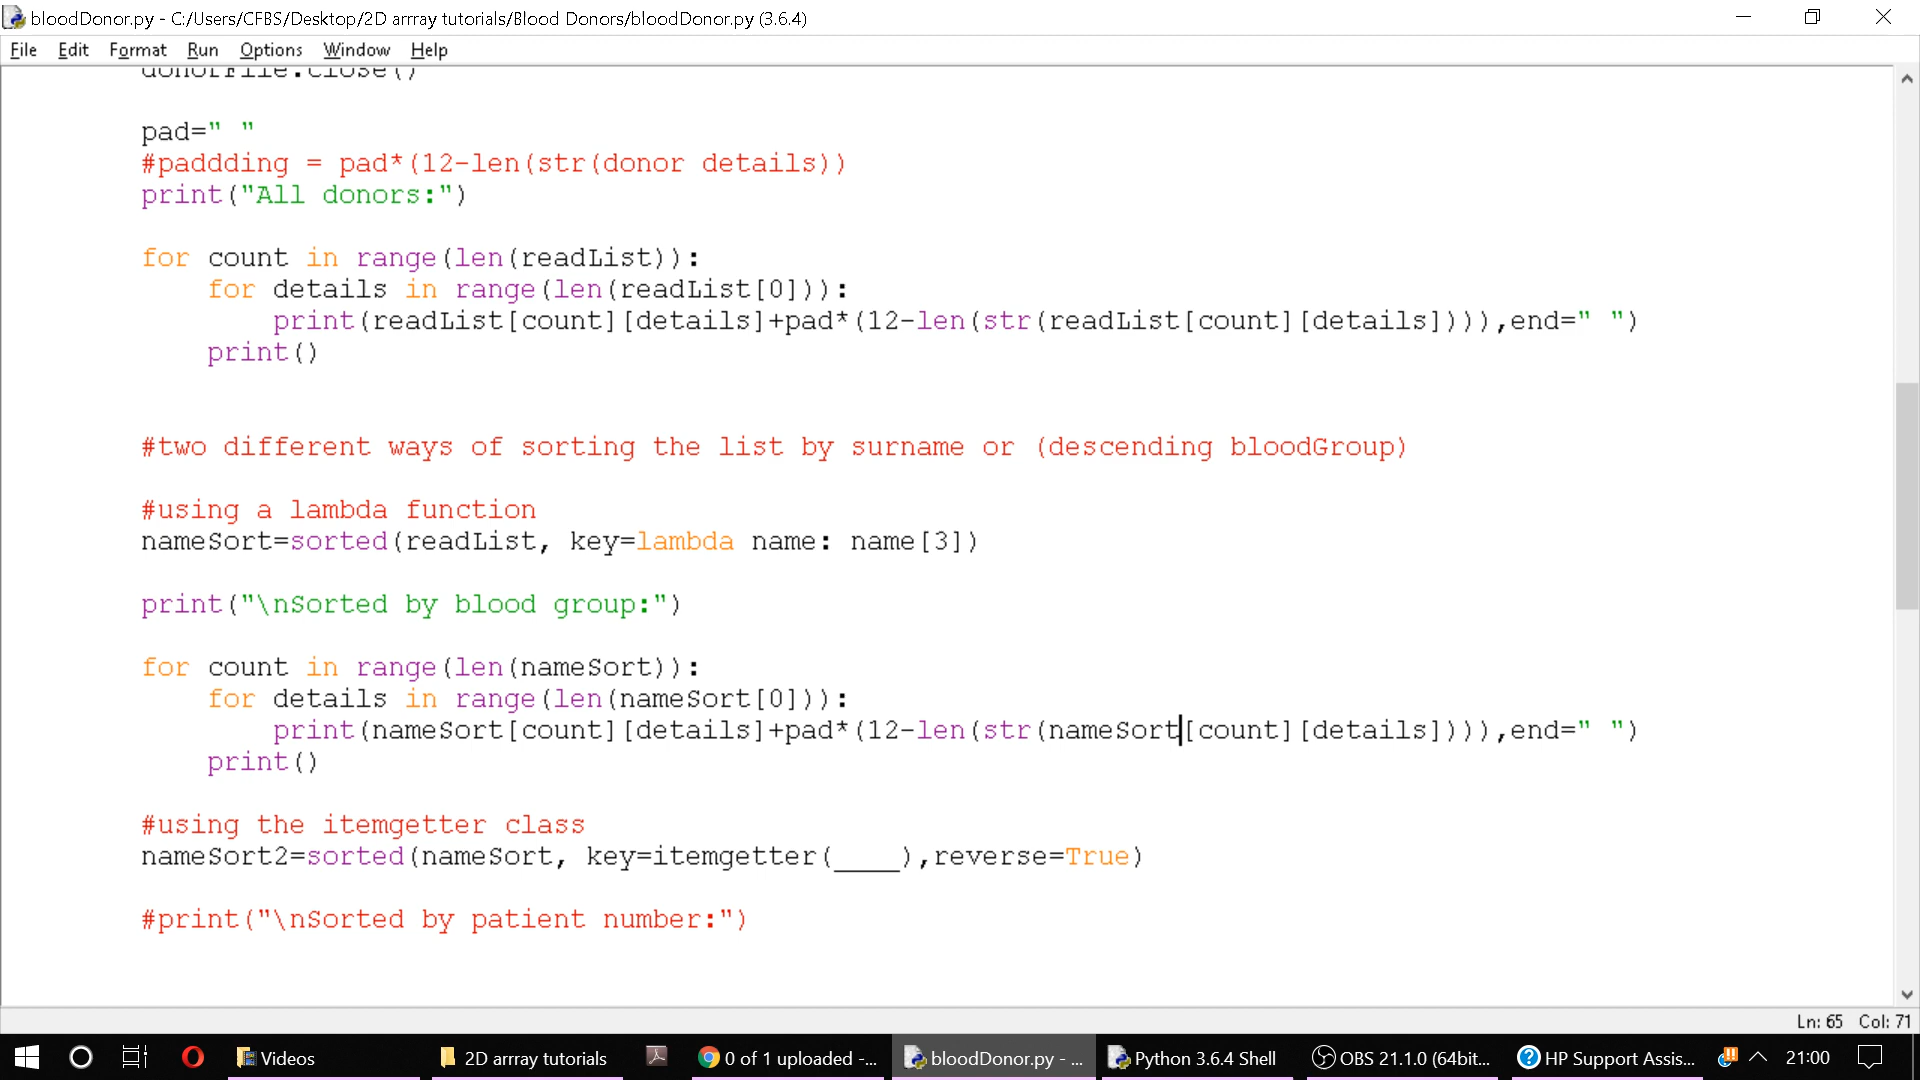 bloodDonor.py - C:/Users/CFBS/Desktop/2D arrray tutorials/Blood Donors/bloodDonor.py (3.6.4)
File Edit Format Run Options Window Help
donorFile.close()
pad=" "
#paddding = pad*(12-len(str(donor details))
print("All donors:")
for count in range(len(readList)):
    for details in range(len(readList[0])):
        print(readList[count][details]+pad*(12-len(str(readList[count][details]))),end=" ")
    print()
#two different ways of sorting the list by surname or (descending bloodGroup)
#using a lambda function
nameSort=sorted(readList, key=lambda name: name[3])
print("\nSorted by blood group:")
for count in range(len(nameSort)):
    for details in range(len(nameSort[0])):
        print(nameSort[count][details]+pad*(12-len(str(nameSort[count][details]))),end=" ")
    print()
#using the itemgetter class
nameSort2=sorted(nameSort, key=itemgetter(____),reverse=True)
#print("\nSorted by patient number:")
Ln: 65 Col: 71
Videos
2D arrray tutorials
0 of 1 uploaded -...
bloodDonor.py - ...
Python 3.6.4 Shell
OBS 21.1.0 (64bit...
HP Support Assis...
21:00